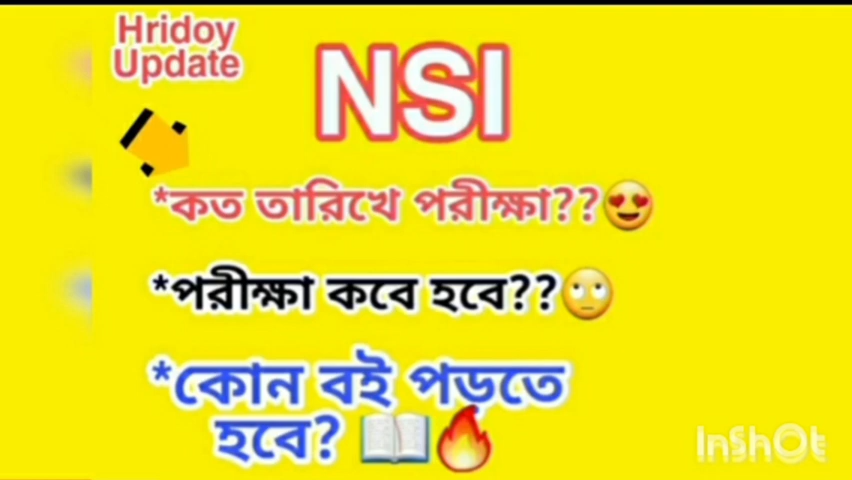 Hridoy
Update
NSI
*কত তারিখে পরীক্ষা??😍
*পরীক্ষা কবে হবে??🙄
*কোন বই পড়তে
হবে? 📖🔥
InShOt